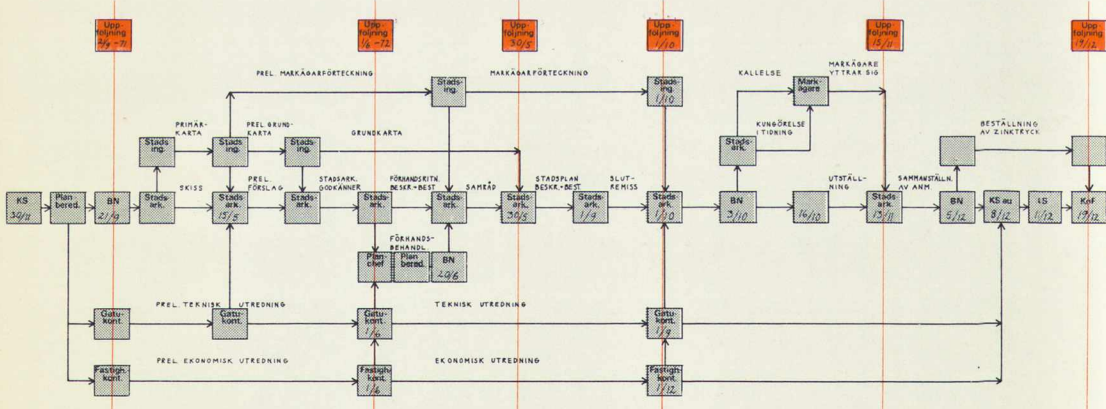 Upp-
följning
2/9 -71
Upp-
följning
1/6 -72
Upp-
följning
30/5
Upp-
följning
1/10
Upp-
följning
15/11
Upp-
följning
19/12
PREL. MARKÄGARFÖRTECKNING
Stads-
ing.
MARKÄGARFÖRTECKNING
Stads-
ing.
1/10
KALLELSE
Mark-
ägare
MARKÄGARE
YTTRAR SIG
PRIMÄR-
KARTA
PREL. GRUND-
KARTA
GRUNDKARTA
KUNGÖRELSE
I TIDNING
BESTÄLLNING
AV ZINKTRYCK
Stads
ing.
Stads
ing.
Stads
ing.
Stads-
ark.
KS
30/11
Plan
bered.
BN
21/9
SKISS
Stads-
ark.
PREL.
FÖRSLAG
Stads
ark.
15/5
Stads-
ark.
STADSARK.
GODKÄNNER
Stads-
ark.
FÖRHANDSRITN.
BESKR.-BEST
Stads-
ark.
SAMRÅD
Stads
ark.
30/5
STADSPLAN
BESKR.-BEST.
Stads-
ark.
1/9
SLUT-
REMISS
Stads
ark.
1/10
BN
3/10
16/10
UTSTÄLL-
NING
Stads
ark.
13/11
SAMMANSTÄLLN.
AV ANM.
BN
5/12
KS au
8/12
KnF
19/12
FÖRHANDS-
BEHANDL.
Plan-
chef
Plan
bered.
BN
20/6
PREL. TEKNISK UTREDNING
TEKNISK UTREDNING
Gatu-
kont.
Gatu-
kont.
Gatu-
kont.
1/6
Gatu-
kont.
1/9
PREL. EKONOMISK UTREDNING
EKONOMISK UTREDNING
Fastigh
kont.
Fastigh
kont.
1/6
Fastigh
kont.
1/12